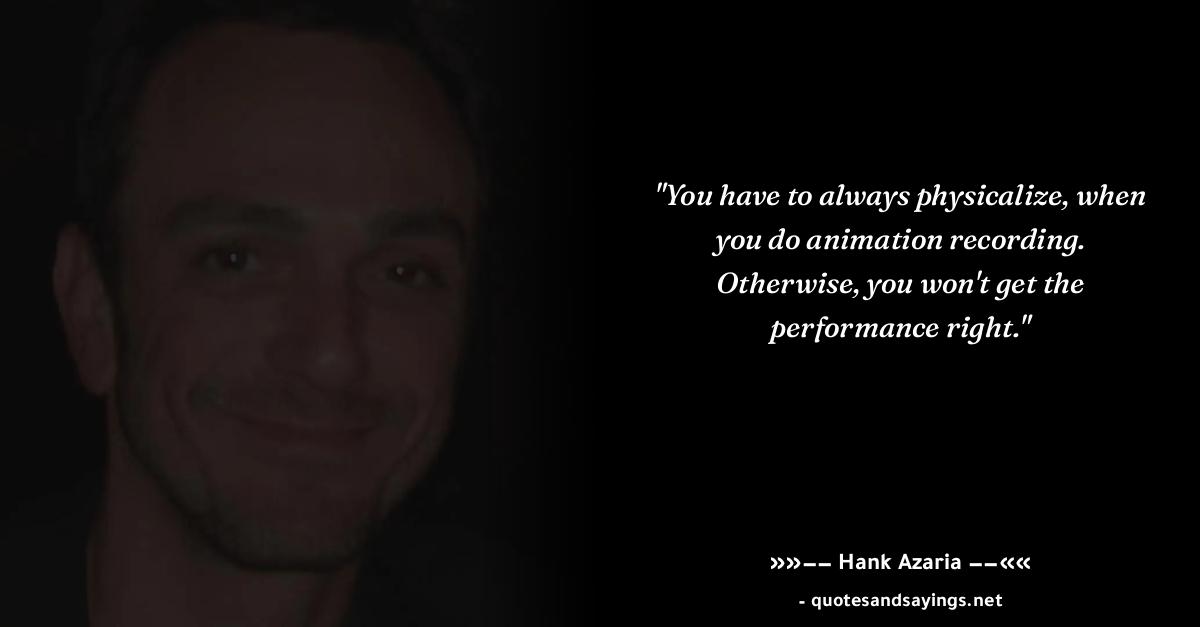 "You have to always physicalize, when
you do animation recording.
Otherwise, you won't get the
performance right."
»»-- Hank Azaria --««
- quotesandsayings.net